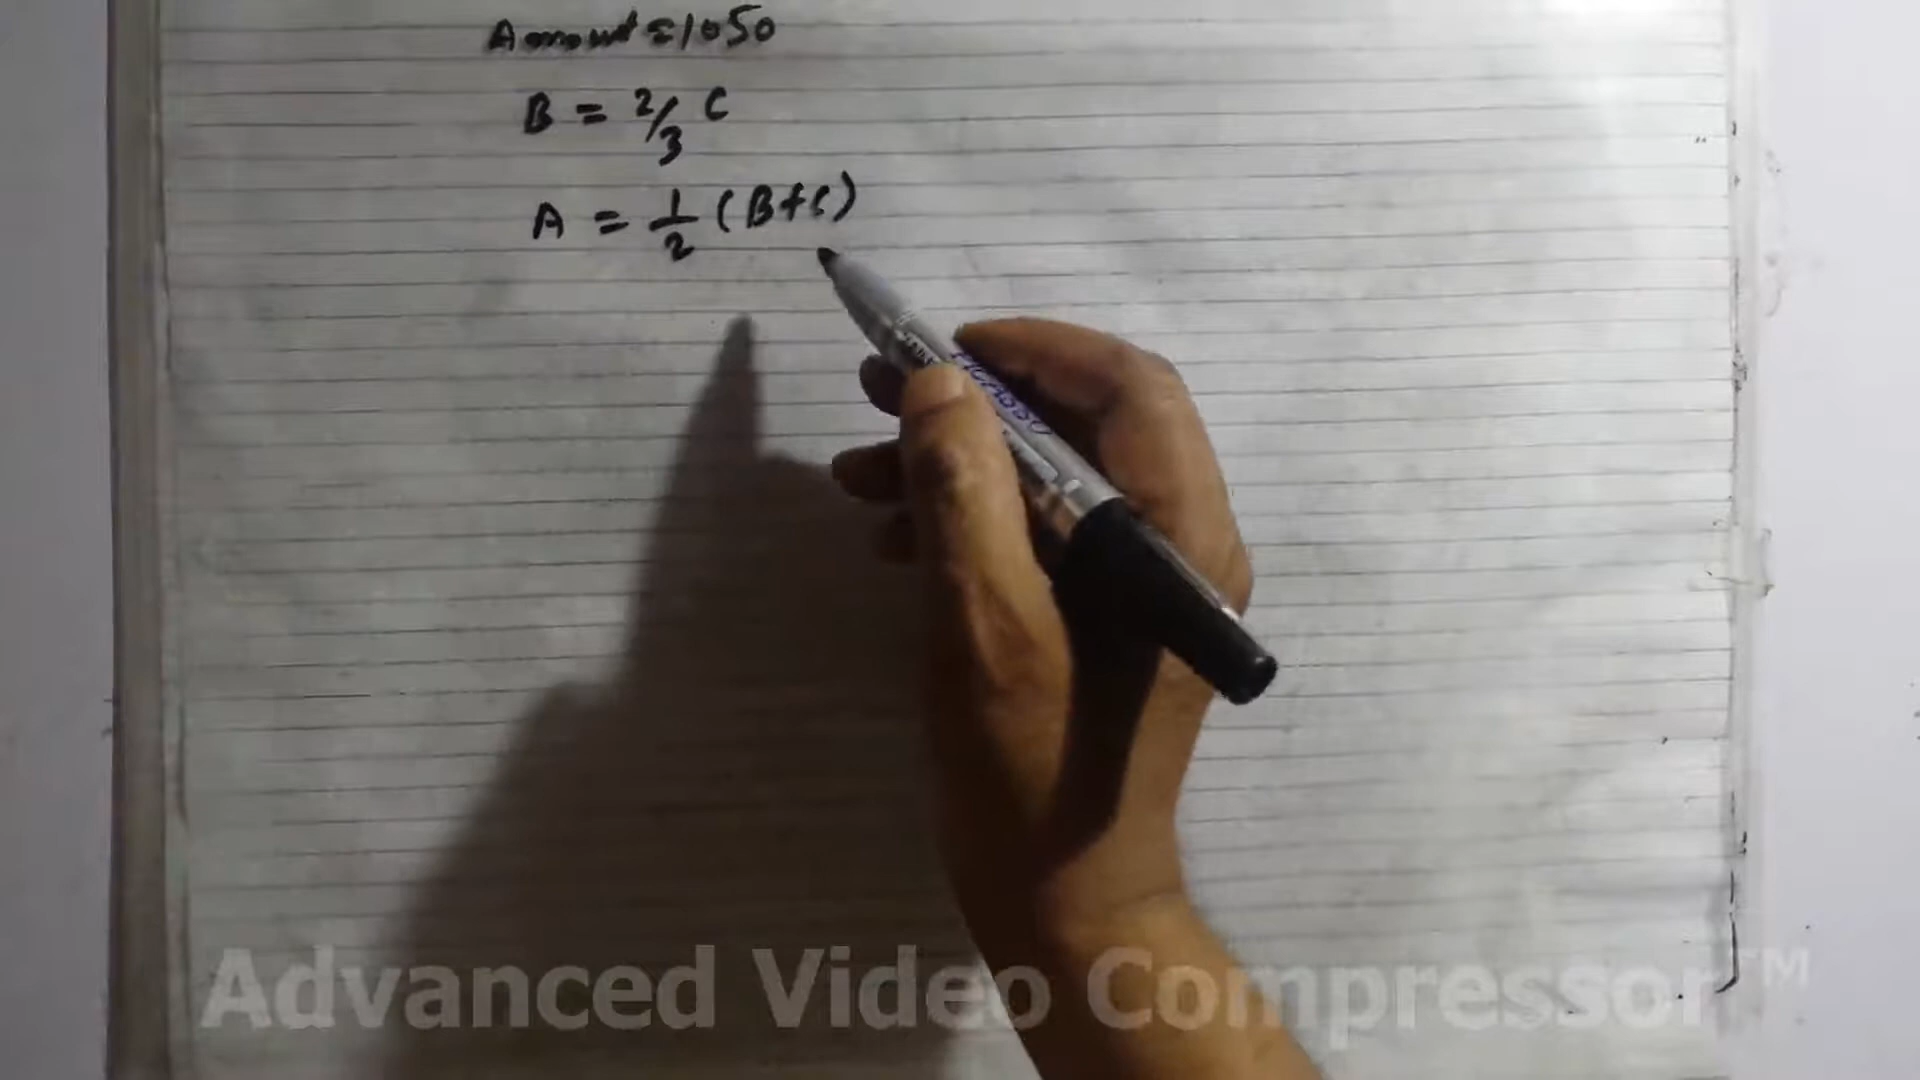 Amount = 1050
B = 2/3 C
A = 1/2 (B+C)
PICASSO
Advanced Video Compressor™